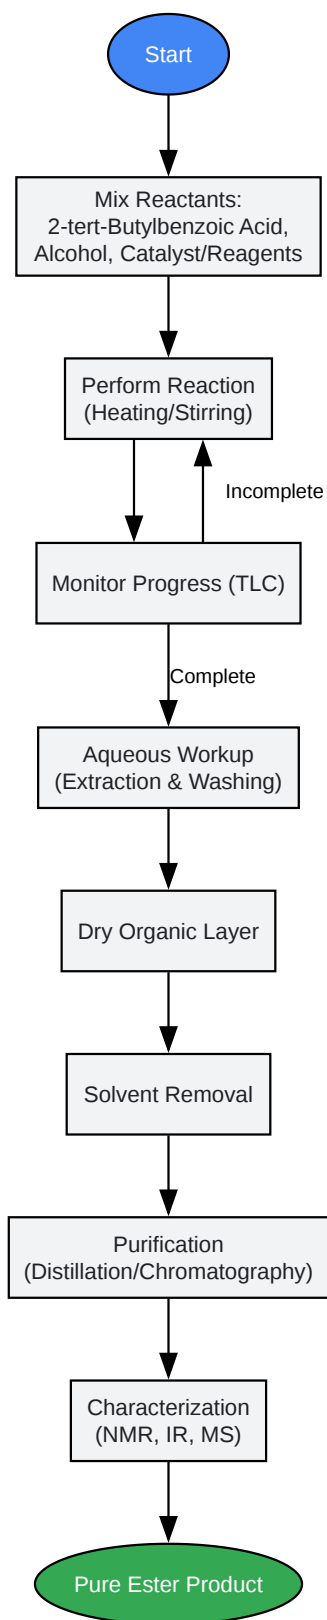 Start
Mix Reactants:
2-tert-Butylbenzoic Acid,
Alcohol, Catalyst/Reagents
Perform Reaction
(Heating/Stirring)
Incomplete
Monitor Progress (TLC)
Complete
Aqueous Workup
(Extraction & Washing)
Dry Organic Layer
Solvent Removal
Purification
(Distillation/Chromatography)
Characterization
(NMR, IR, MS)
Pure Ester Product